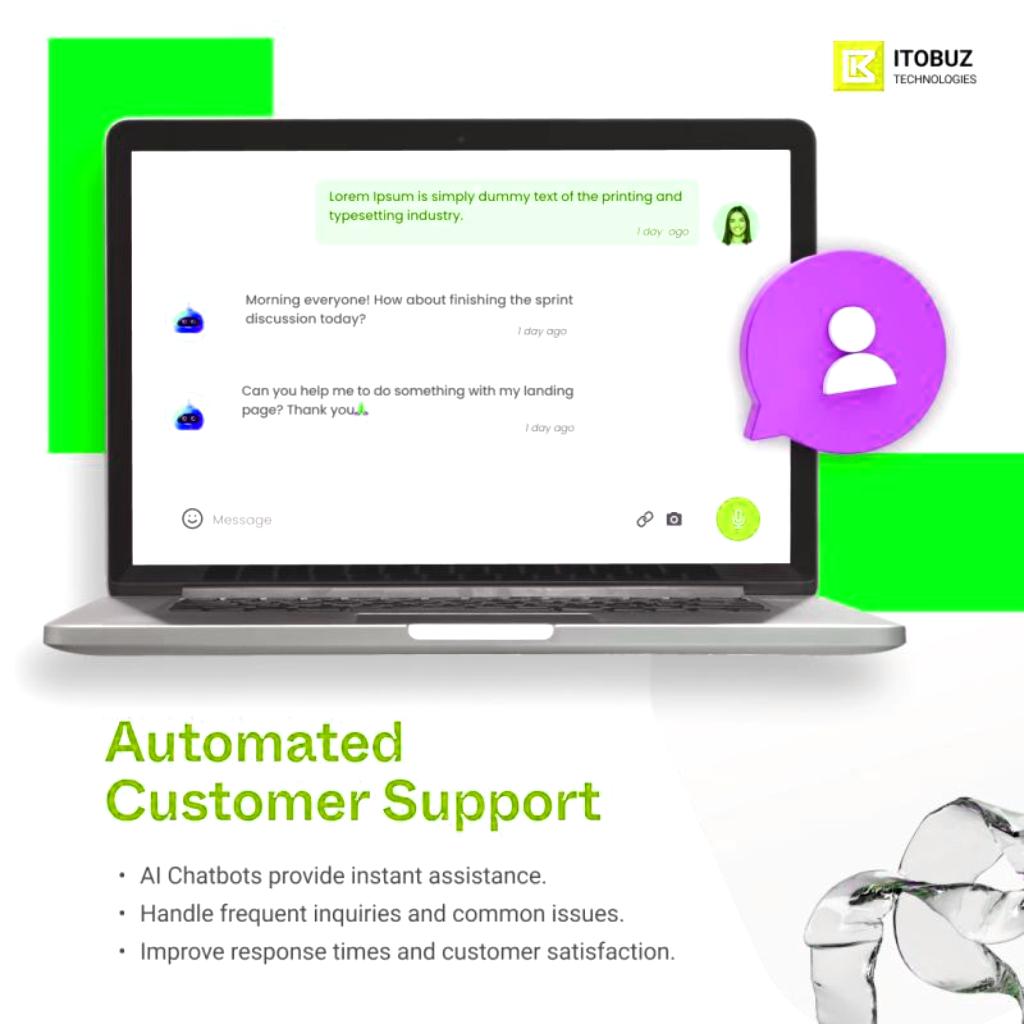 ITOBUZ
TECHNOLOGIES
Lorem Ipsum is simply dummy text of the printing and
typesetting industry.
1 day ago
Morning everyone! How about finishing the sprint
discussion today?
1 day ago
Can you help me to do something with my landing
page? Thank you🙏
1 day ago
Message
Automated
Customer Support
• AI Chatbots provide instant assistance.
• Handle frequent inquiries and common issues.
• Improve response times and customer satisfaction.